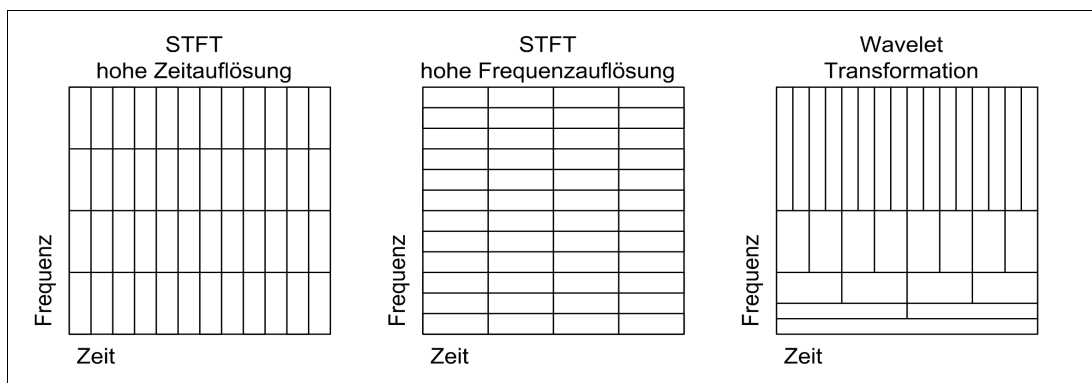 STFT
hohe Zeitauflösung
Frequenz
Zeit
STFT
hohe Frequenzauflösung
Frequenz
Zeit
Wavelet
Transformation
Frequenz
Zeit